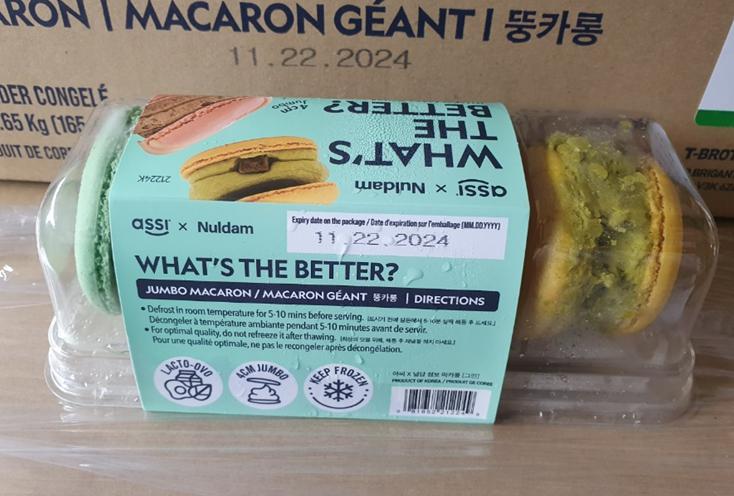 RON | MACARON GÉANT | 뚱카롱
11.22.2024
DER CONGELÉ
.65 Kg (165
T-BROT
V3K 6Z
4cm
Jumbo
WHAT'S
THE
BETTER?
assi × Nuldam
21224K
assi × Nuldam
Expiry date on the package / Date d'expiration sur l'emballage (MM.DD.YYYY)
11.22.2024
WHAT'S THE BETTER?
JUMBO MACARON / MACARON GÉANT 뚱카롱 | DIRECTIONS
• Defrost in room temperature for 5-10 mins before serving.
Décongeler à température ambiante pendant 5-10 minutes avant de servir.
• For optimal quality, do not refreeze it after thawing.
Pour une qualité optimale, ne pas le recongeler après décongélation.
LACTO-OVO
4CM JUMBO
KEEP FROZEN
PRODUCT OF KOREA / PRODUIT DE CORÉE